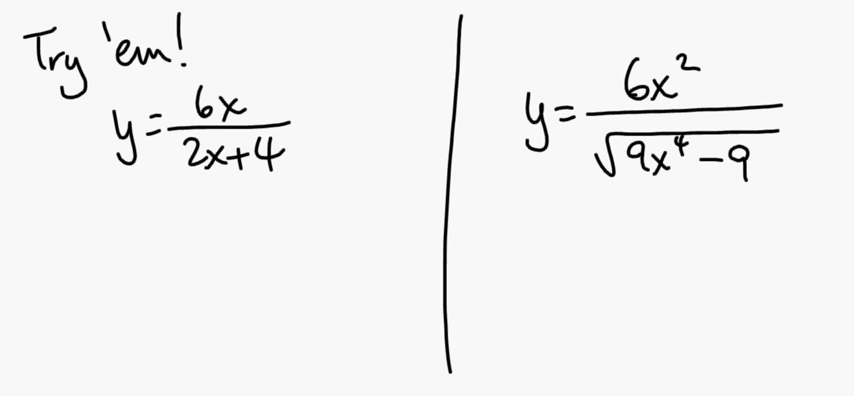 Try 'em!
y = 6x / 2x+4
y = 6x² / √9x⁴ - 9